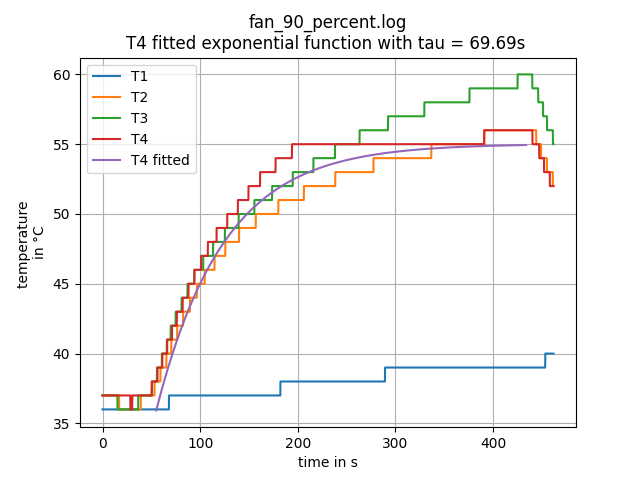 fan_90_percent.log
T4 fitted exponential function with tau = 69.69s
T1
T2
T3
T4
T4 fitted
60
55
50
45
40
35
temperature
in °C
0
100
200
300
400
time in s